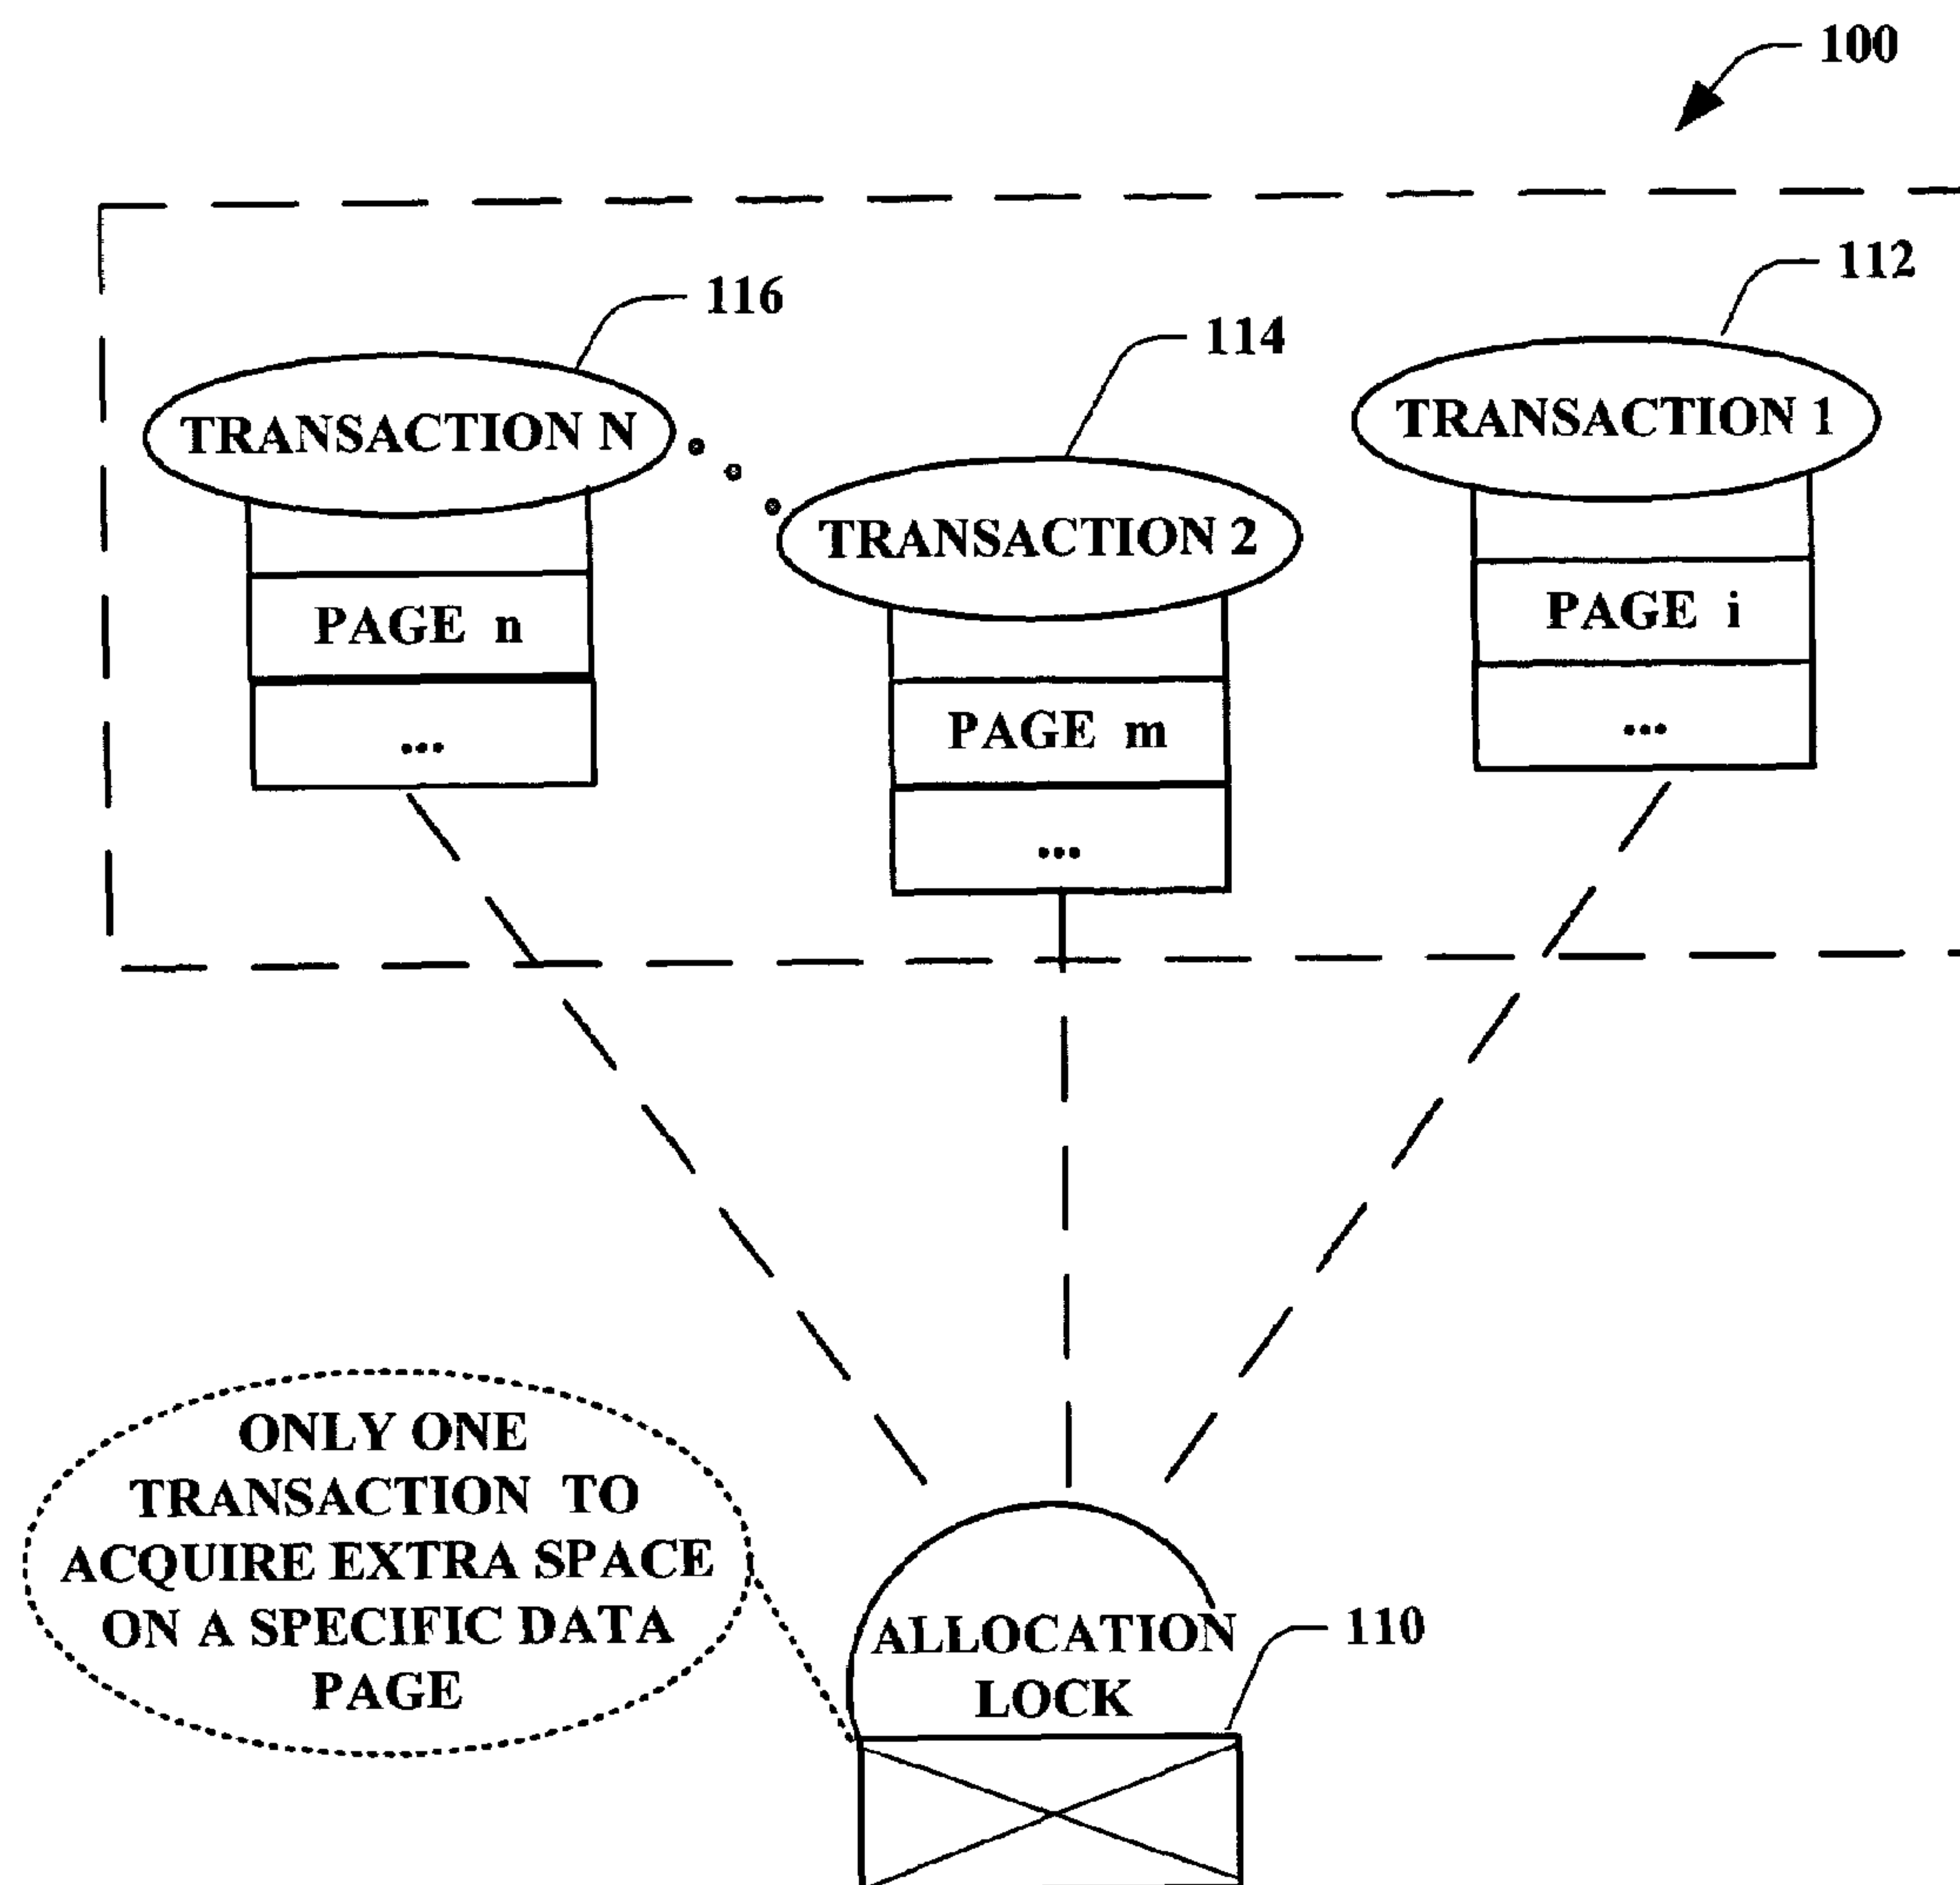 100
112
116
114
TRANSACTION N
TRANSACTION 1
TRANSACTION 2
PAGE n
PAGE i
PAGE m
...
...
...
ONLY ONE
TRANSACTION TO
ACQUIRE EXTRA SPACE
ON A SPECIFIC DATA
PAGE
ALLOCATION
LOCK
110